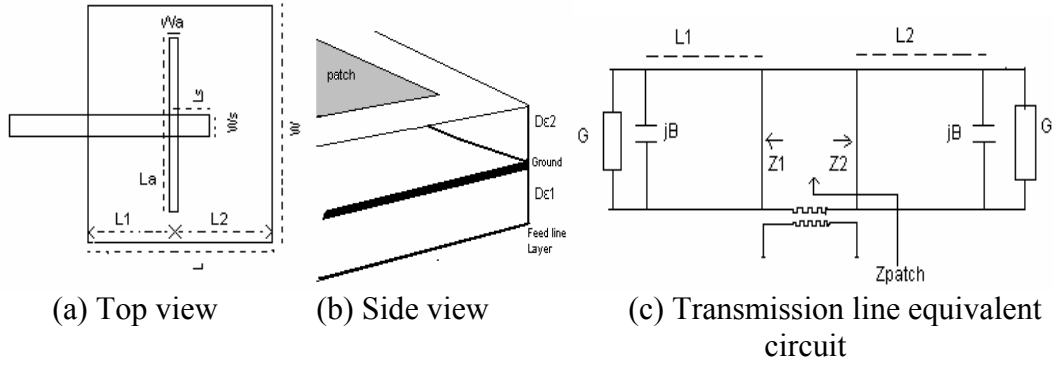 Wa
Ls
Ws
W
La
L1
L2
L
patch
Dε2
Ground
Dε1
Feed line
Layer
L1
L2
G
jB
Z1
Z2
jB
G
Zpatch
(a) Top view
(b) Side view
(c) Transmission line equivalent
circuit